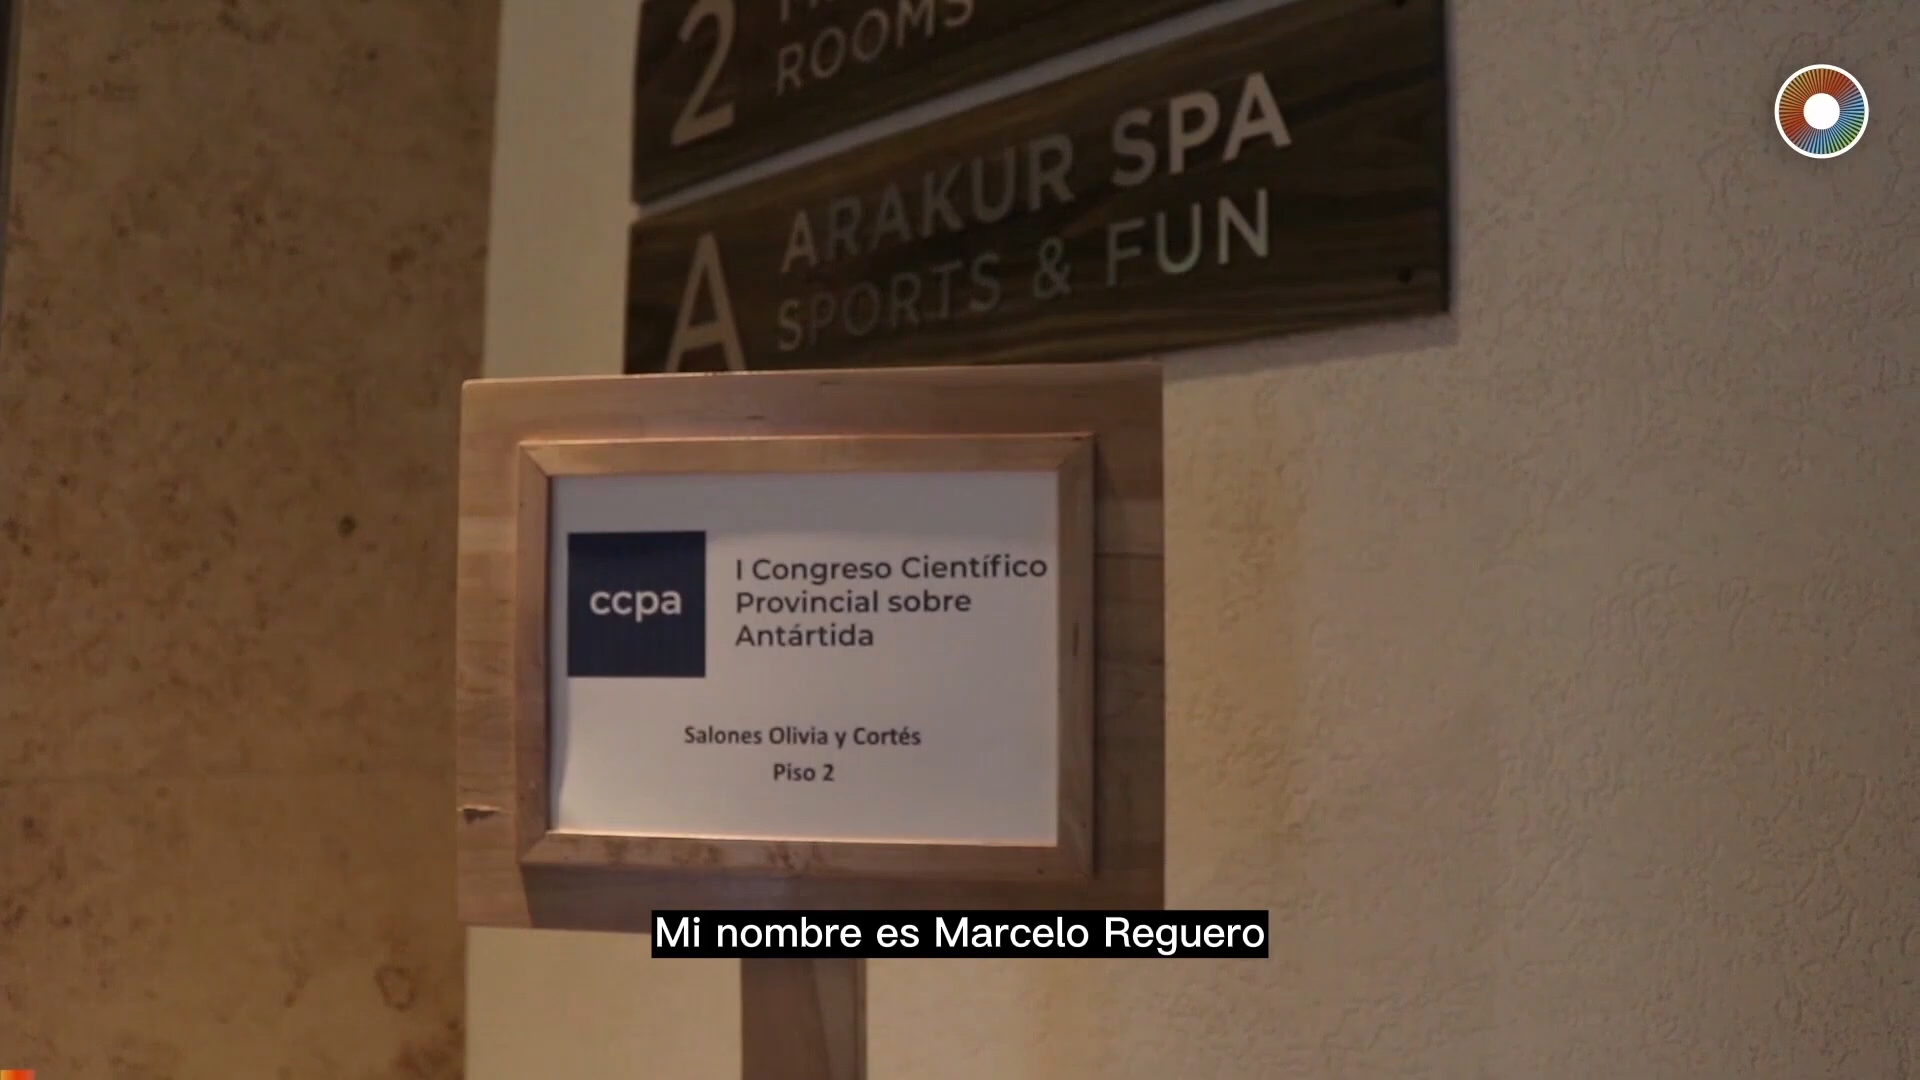 2
ROOMS
A
ARAKUR SPA
SPORTS & FUN
ccpa
I Congreso Científico
Provincial sobre
Antártida
Salones Olivia y Cortés
Piso 2
Mi nombre es Marcelo Reguero